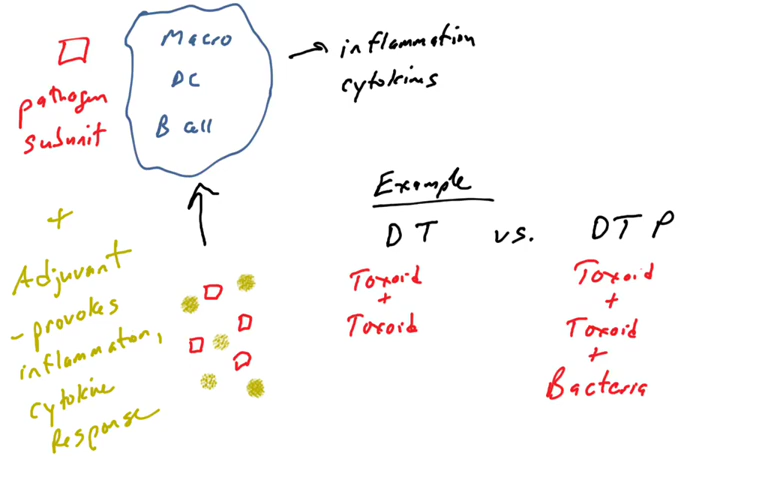 Macro
DC
B cell
inflammation
cytokins
pathogen
subunit
+
Adjuvant
- provokes
inflammaton,
cytokine
Response
Example
DT vs. DTP
Toxoid
+
Toxoid
Toxoid
+
Toxoid
+
Bacteria